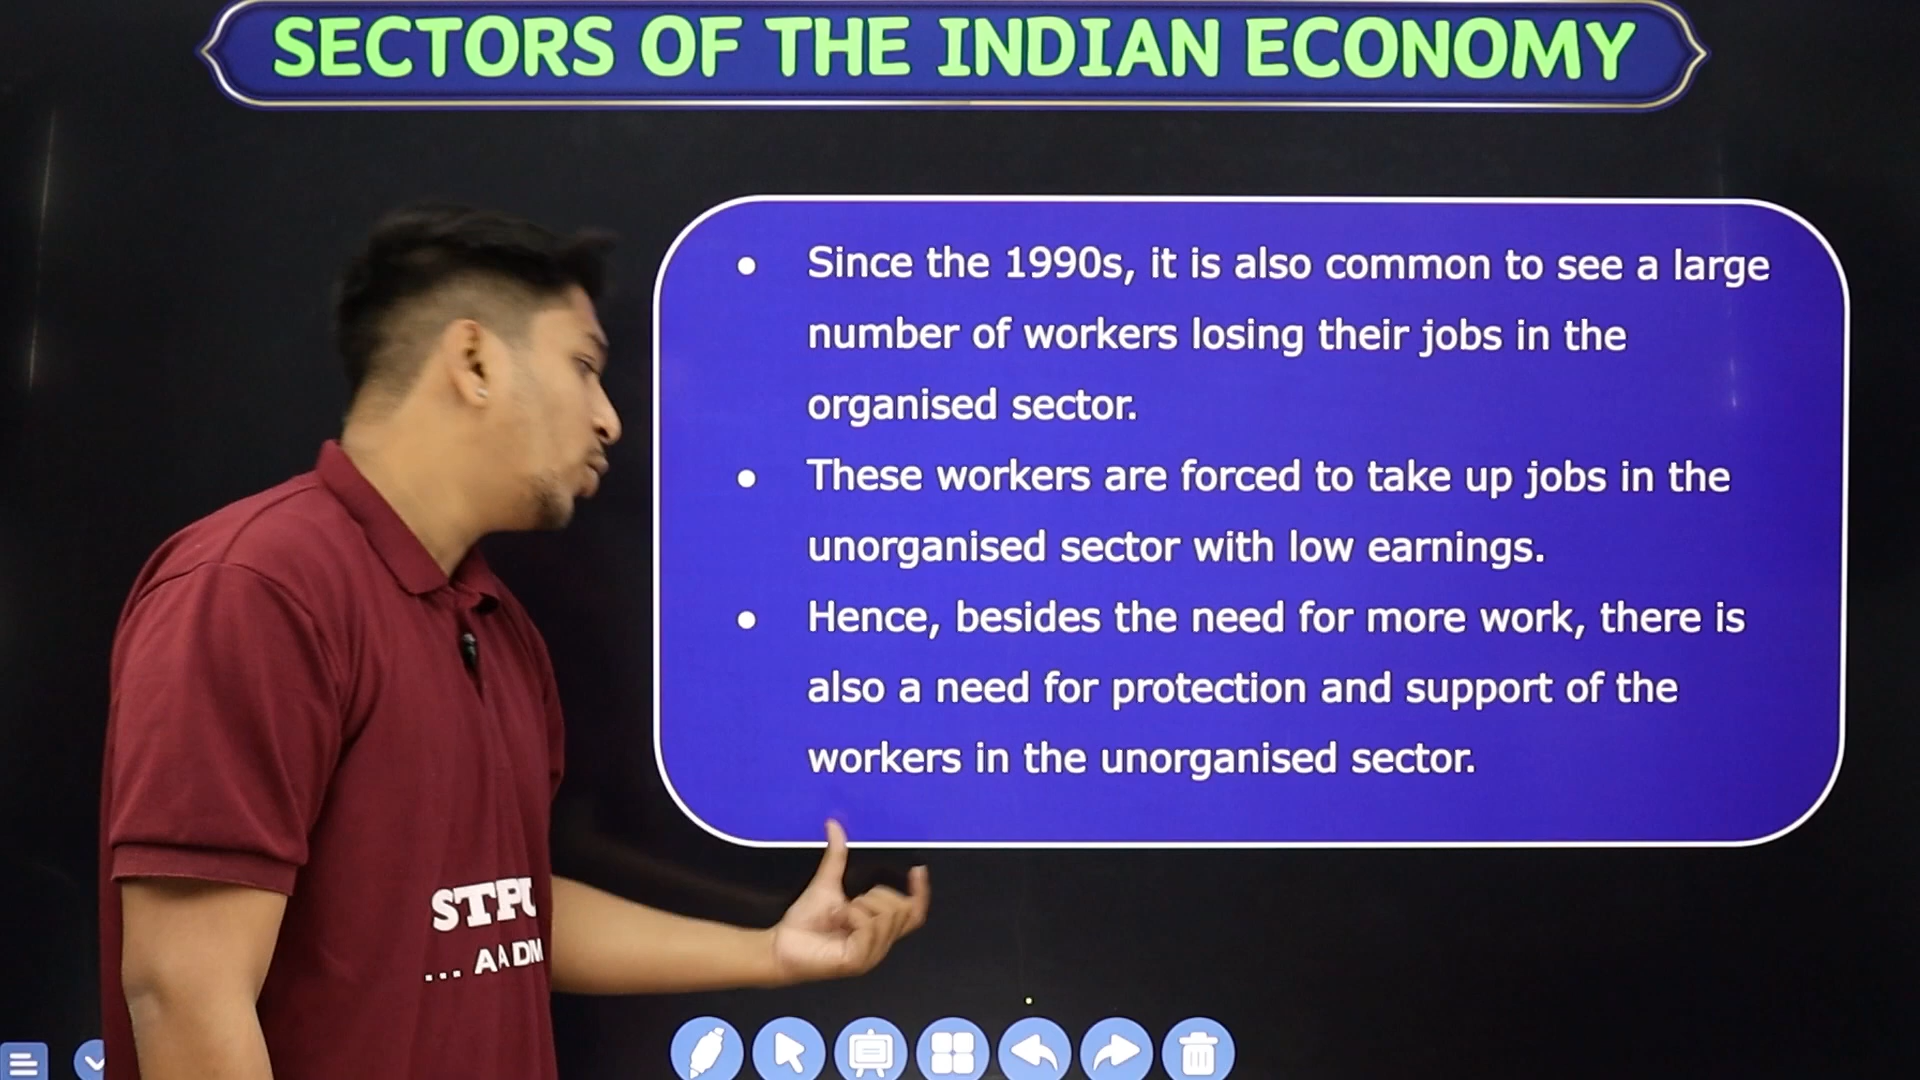 SECTORS OF THE INDIAN ECONOMY
• Since the 1990s, it is also common to see a large
number of workers losing their jobs in the
organised sector.
• These workers are forced to take up jobs in the
unorganised sector with low earnings.
• Hence, besides the need for more work, there is
also a need for protection and support of the
workers in the unorganised sector.